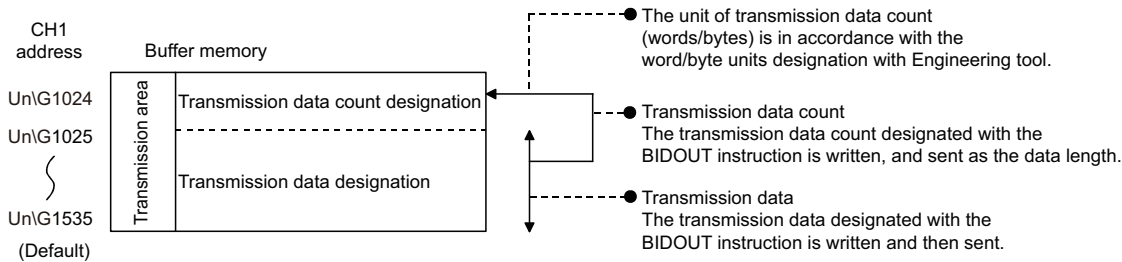 CH1
address
Buffer memory
Un\G1024
Un\G1025
Un\G1535
(Default)
Transmission area
Transmission data count designation
Transmission data designation
The unit of transmission data count
(words/bytes) is in accordance with the
word/byte units designation with Engineering tool.
Transmission data count
The transmission data count designated with the
BIDOUT instruction is written, and sent as the data length.
Transmission data
The transmission data designated with the
BIDOUT instruction is written and then sent.